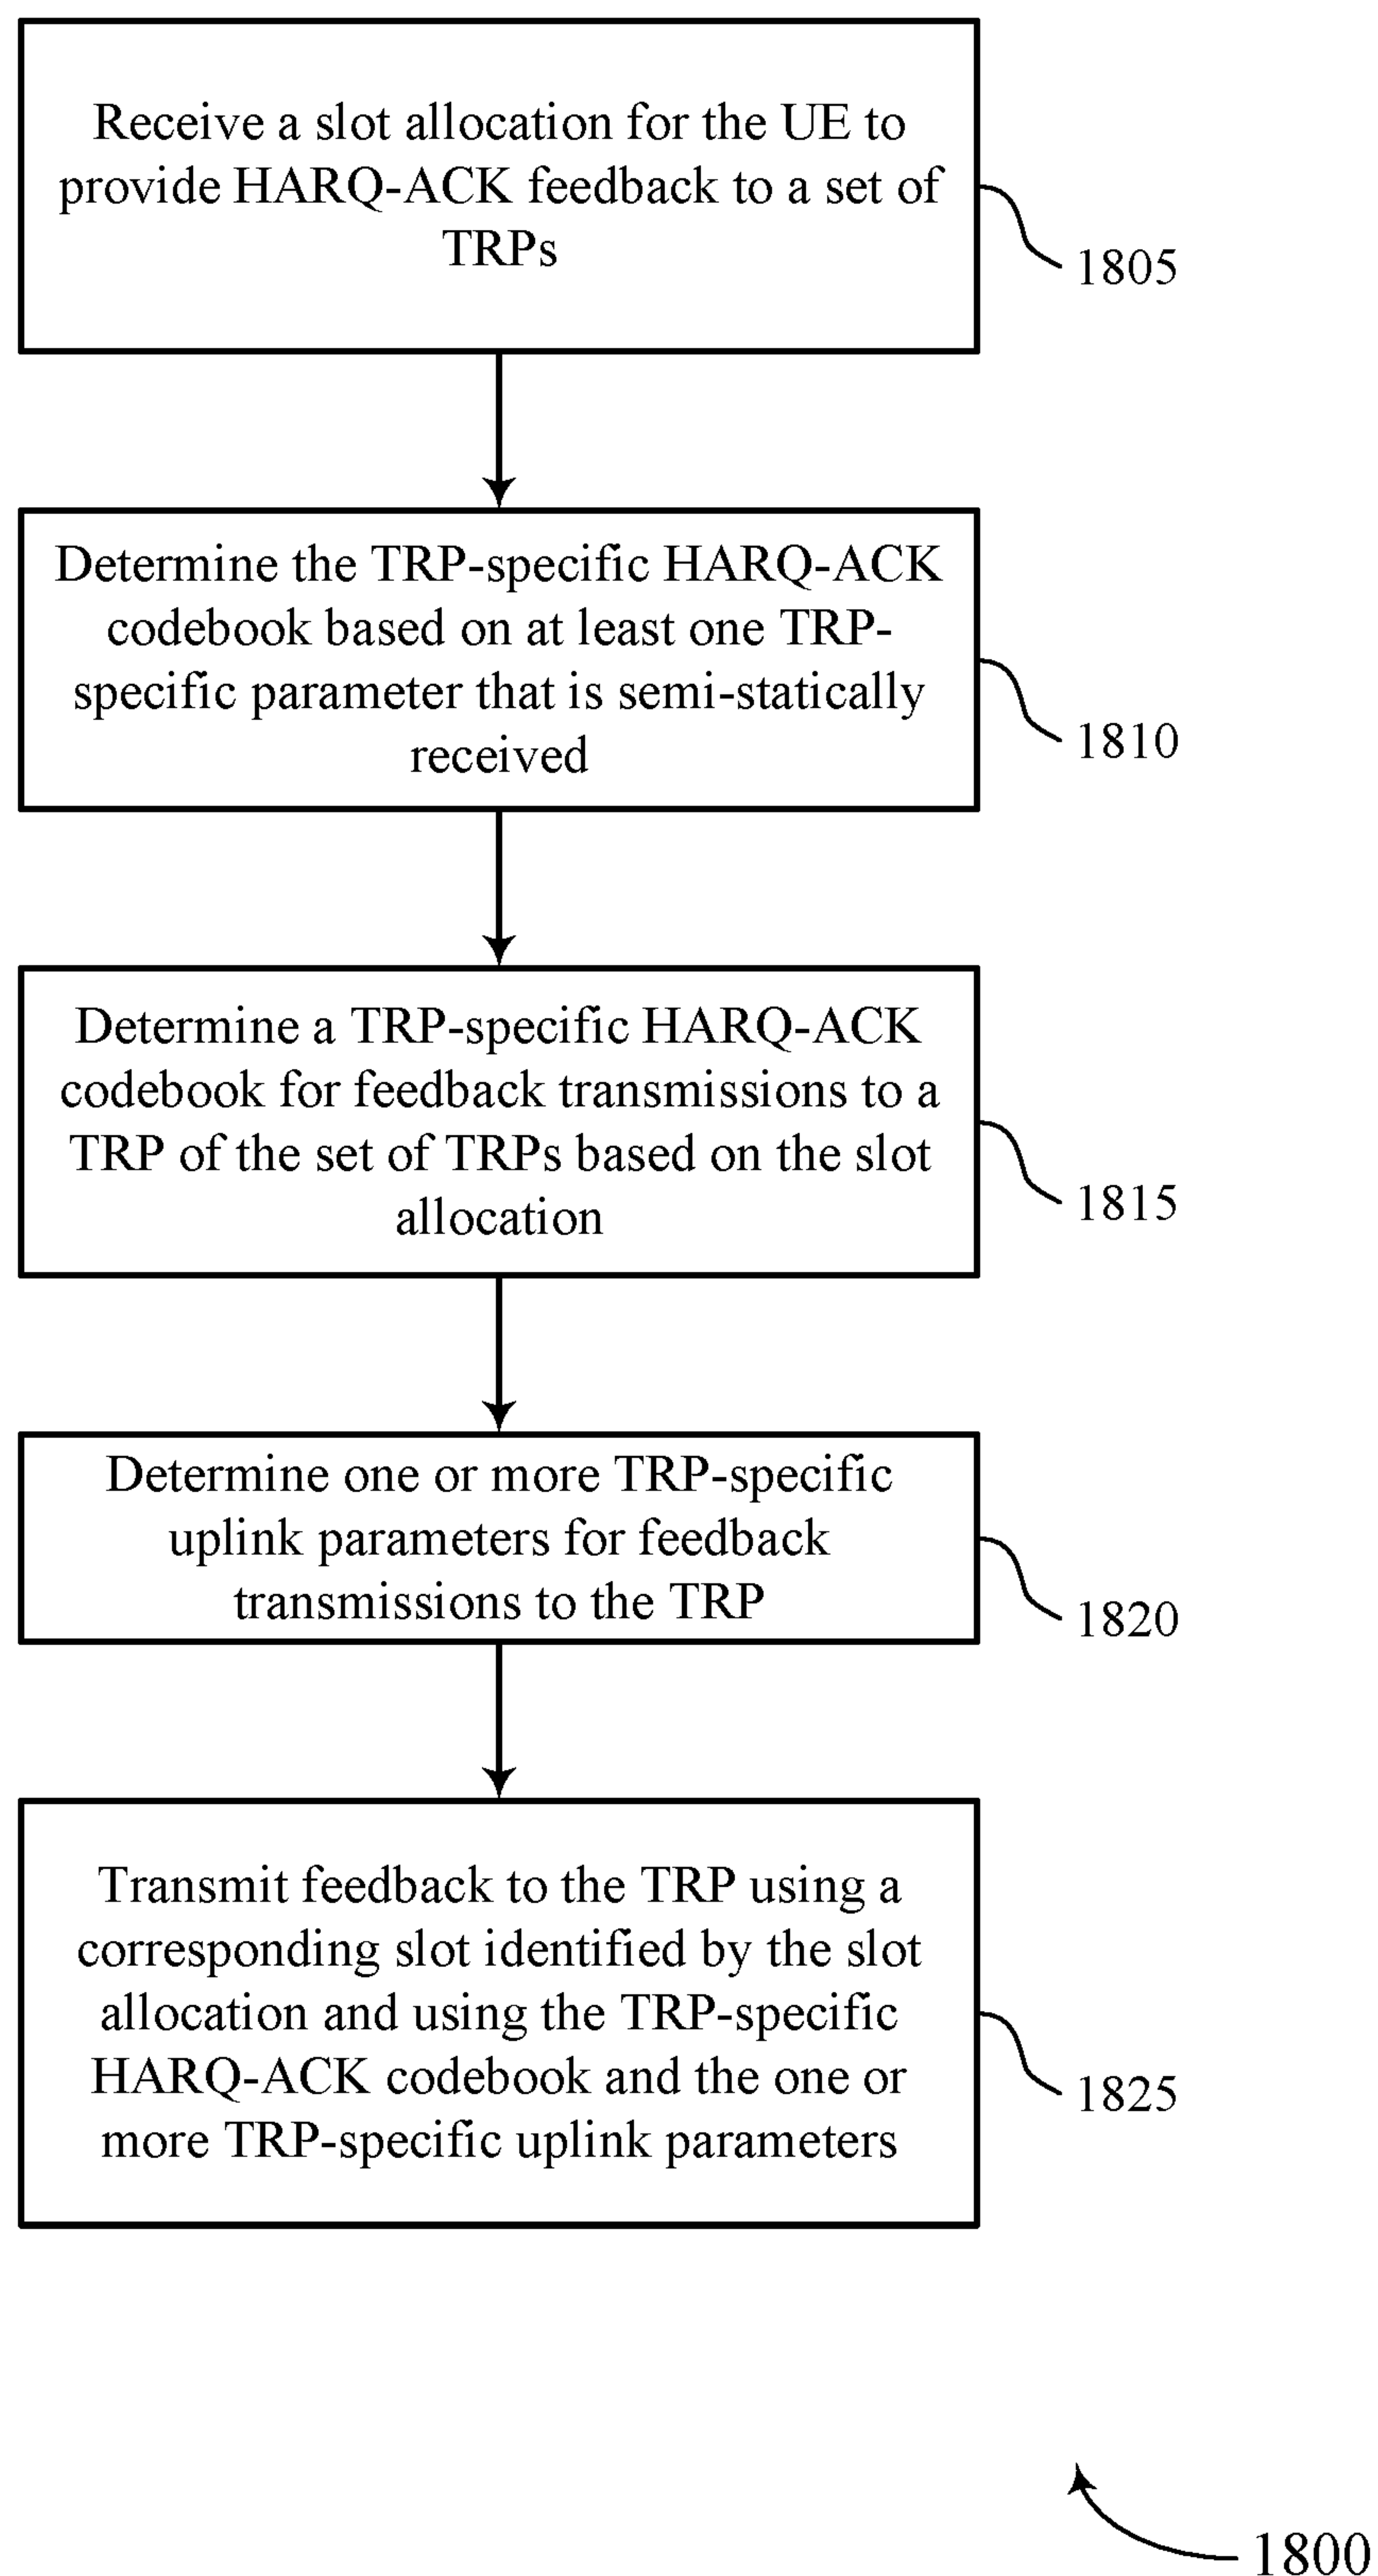 Receive a slot allocation for the UE to
provide HARQ-ACK feedback to a set of
TRPs
1805
Determine the TRP-specific HARQ-ACK
codebook based on at least one TRP-
specific parameter that is semi-statically
received
1810
Determine a TRP-specific HARQ-ACK
codebook for feedback transmissions to a
TRP of the set of TRPs based on the slot
allocation
1815
Determine one or more TRP-specific
uplink parameters for feedback
transmissions to the TRP
1820
Transmit feedback to the TRP using a
corresponding slot identified by the slot
allocation and using the TRP-specific
HARQ-ACK codebook and the one or
more TRP-specific uplink parameters
1825
1800